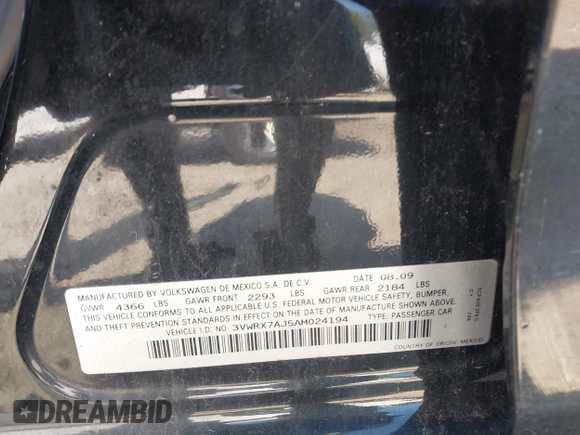 MANUFACTURED BY VOLKSWAGEN DE MEXICO S.A. DE C.V. DATE 08.09
GVWR 4366 LBS GAWR FRONT 2293 LBS GAWR REAR 2184 LBS
THIS VEHICLE CONFORMS TO ALL APPLICABLE U.S. FEDERAL MOTOR VEHICLE SAFETY, BUMPER,
AND THEFT PREVENTION STANDARDS IN EFFECT ON THE DATE OF MANUFACTURE SHOWN ABOVE.
VEHICLE I.D. NO. 3VWRX7AJ5AM024194 TYPE: PASSENGER CAR
COUNTRY OF ORIGIN: MEXICO
DREAMBID